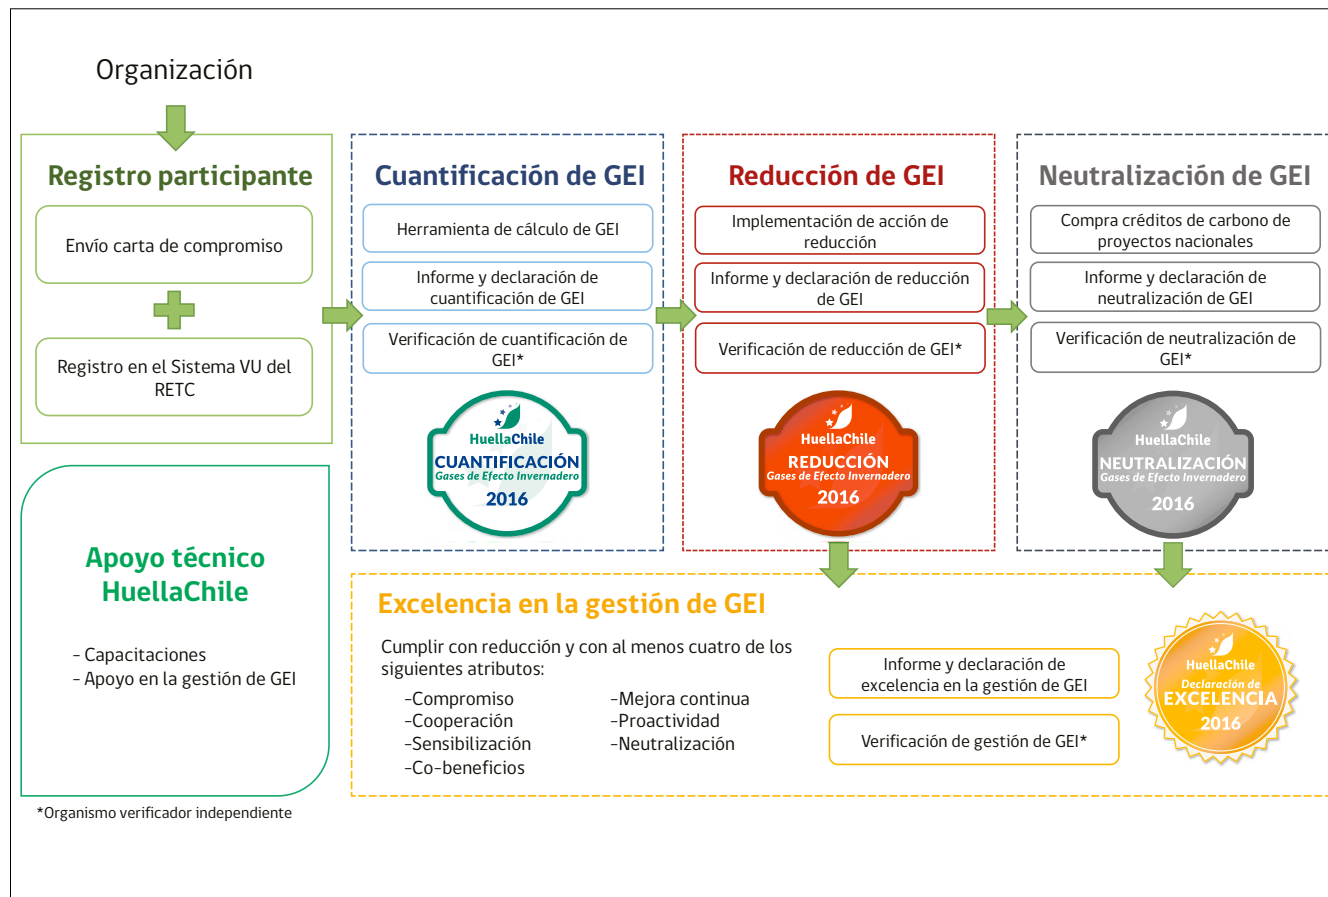 Organización
Registro participante
Envío carta de compromiso
Registro en el Sistema VU del
RETC
Cuantificación de GEI
Herramienta de cálculo de GEI
Informe y declaración de
cuantificación de GEI
Verificación de cuantificación de
GEI*
HuellaChile
CUANTIFICACIÓN
Gases de Efecto Invernadero
2016
Reducción de GEI
Implementación de acción de
reducción
Informe y declaración de reducción
de GEI
Verificación de reducción de GEI*
HuellaChile
REDUCCIÓN
Gases de Efecto Invernadero
2016
Neutralización de GEI
Compra créditos de carbono de
proyectos nacionales
Informe y declaración de
neutralización de GEI
Verificación de neutralización de
GEI*
HuellaChile
NEUTRALIZACIÓN
Gases de Efecto Invernadero
2016
Apoyo técnico
HuellaChile
- Capacitaciones
- Apoyo en la gestión de GEI
Excelencia en la gestión de GEI
Cumplir con reducción y con al menos cuatro de los
siguientes atributos:
-Compromiso
-Cooperación
-Sensibilización
-Co-beneficios
-Mejora continua
-Proactividad
-Neutralización
Informe y declaración de
excelencia en la gestión de GEI
Verificación de gestión de GEI*
HuellaChile
Declaración de
EXCELENCIA
2016
*Organismo verificador independiente